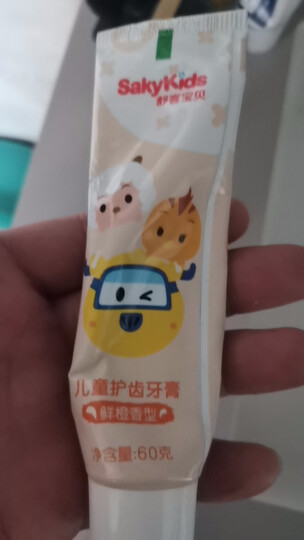 SakyKids
舒客宝贝
儿童护齿牙膏
鲜橙香型
净含量:60克